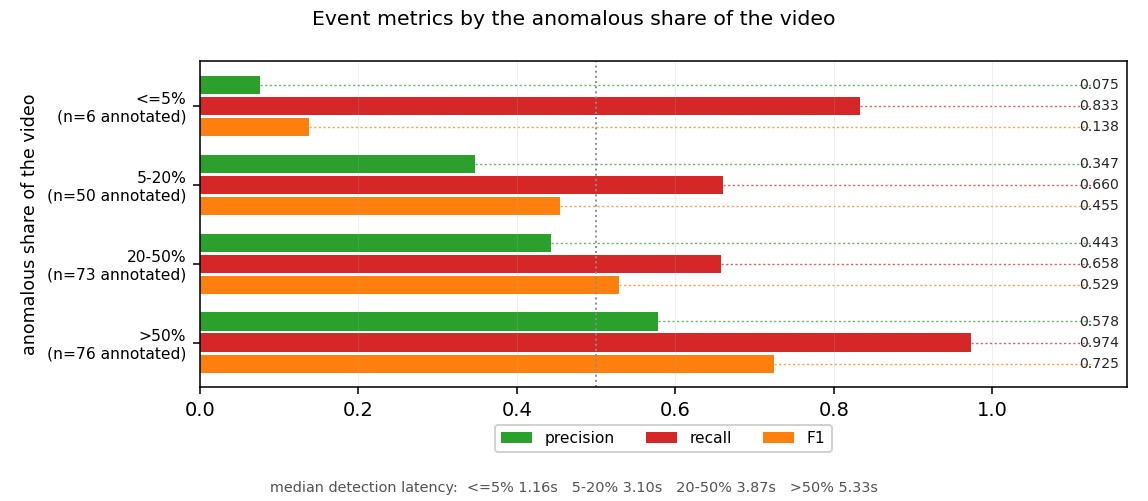 Event metrics by the anomalous share of the video
anomalous share of the video
<=5%
(n=6 annotated)
0.075
0.833
0.138
5-20%
(n=50 annotated)
0.347
0.660
0.455
20-50%
(n=73 annotated)
0.443
0.658
0.529
>50%
(n=76 annotated)
0.578
0.974
0.725
0.0 0.2 0.4 0.6 0.8 1.0
precision recall F1
median detection latency: <=5% 1.16s 5-20% 3.10s 20-50% 3.87s >50% 5.33s